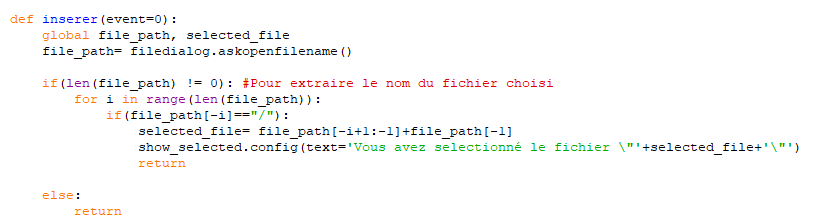 def inserer(event=0):
    global file_path, selected_file
    file_path= filedialog.askopenfilename()

    if(len(file_path) != 0): #Pour extraire le nom du fichier choisi
        for i in range(len(file_path)):
            if(file_path[-i]=="/"):
                selected_file= file_path[-i+1:-1]+file_path[-1]
                show_selected.config(text='Vous avez selectionné le fichier \"'+selected_file+'\"')
                return

    else:
        return